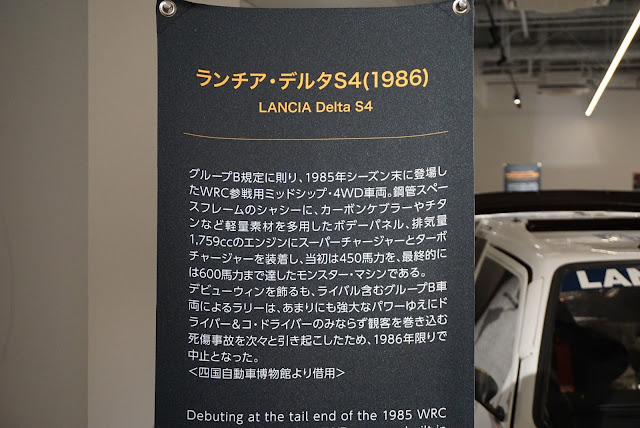 ランチア・デルタS4(1986)
LANCIA Delta S4
グループB規定に則り、1985年シーズン末に登場し
たWRC参戦用ミッドシップ・4WD車両。鋼管スペー
スフレームのシャシーに、カーボンケブラーやチタ
ンなど軽量素材を多用したボデーパネル、排気量
1,759ccのエンジンにスーパーチャージャーとターボ
チャージャーを装着し、当初は450馬力を、最終的に
は600馬力まで達したモンスター・マシンである。
デビューウィンを飾るも、ライバル含むグループB車
両によるラリーは、あまりにも強大なパワーゆえにド
ライバー&コ・ドライバーのみならず観客を巻き込む
死傷事故を次々と引き起こしたため、1986年限りで
中止となった。
<四国自動車博物館より借用>
Debuting at the tail end of the 1985 WRC
LANC